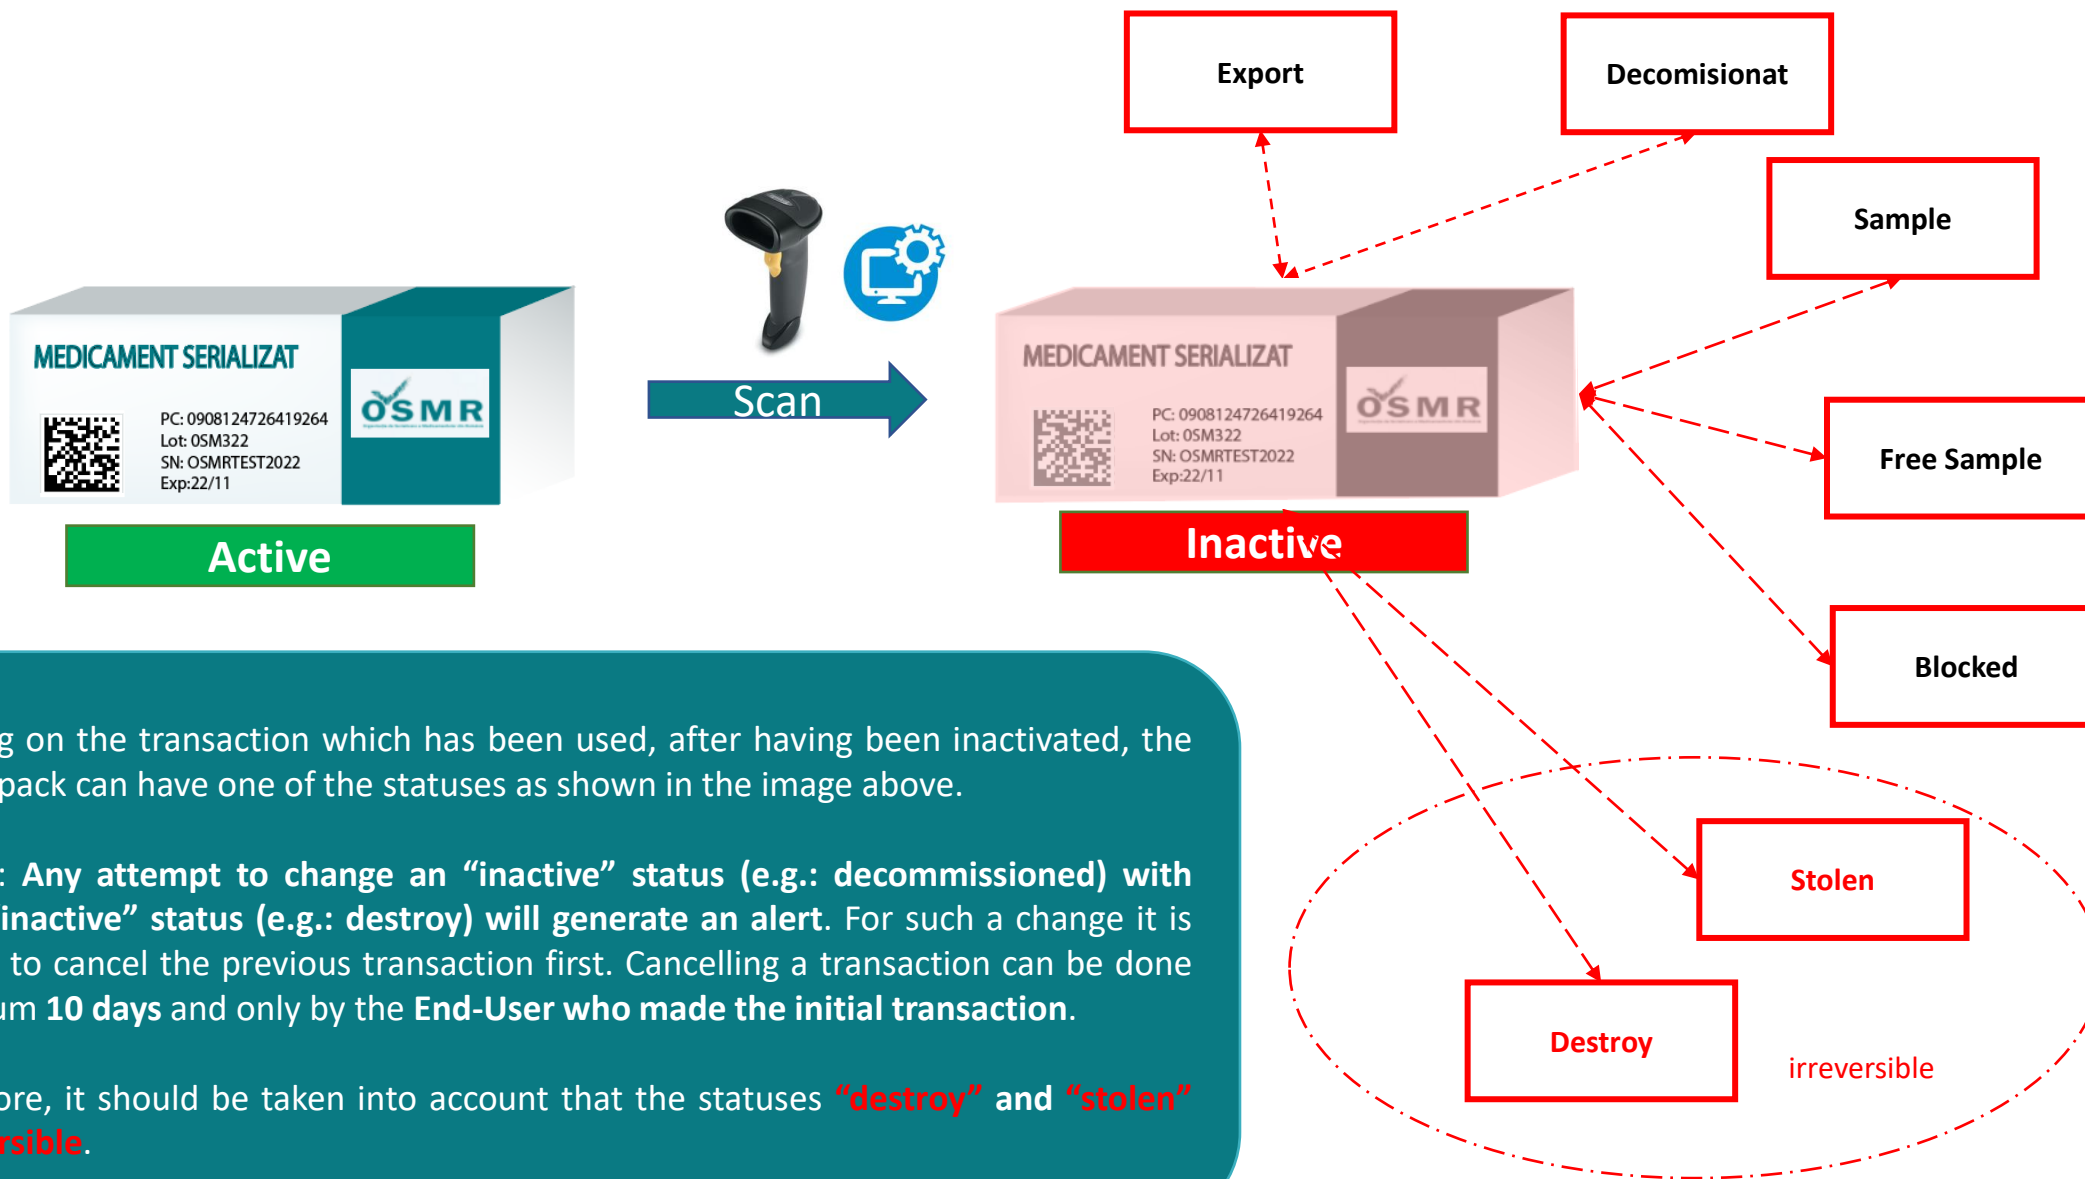 Export
Decomisionat
Sample
Free Sample
Blocked
Stolen
Destroy
irreversible
MEDICAMENT SERIALIZAT
PC: 0908124726419264
Lot: 0SM322
SN: OSMRTEST2022
Exp:22/11
OSMR
Active
Scan
MEDICAMENT SERIALIZAT
PC: 0908124726419264
Lot: 0SM322
SN: OSMRTEST2022
Exp:22/11
OSMR
Inactive
on the transaction which has been used, after having been inactivated, the
pack can have one of the statuses as shown in the image above.
: Any attempt to change an “inactive” status (e.g.: decommissioned) with
inactive” status (e.g.: destroy) will generate an alert. For such a change it is
to cancel the previous transaction first. Cancelling a transaction can be done
10 days and only by the End-User who made the initial transaction.
it should be taken into account that the statuses “destroy” and “stolen”